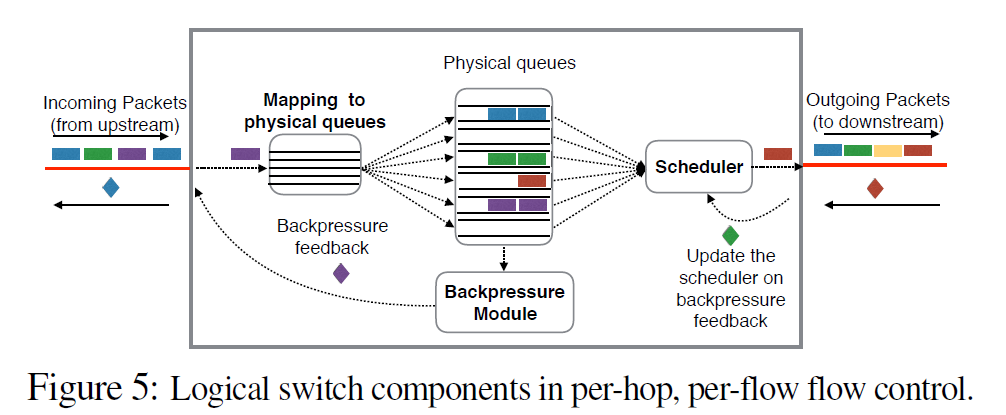 Physical queues
Incoming Packets
(from upstream)
Mapping to
physical queues
Outgoing Packets
(to downstream)
Scheduler
Backpressure
feedback
Update the
scheduler on
backpressure
feedback
Backpressure
Module
Figure 5: Logical switch components in per-hop, per-flow flow control.